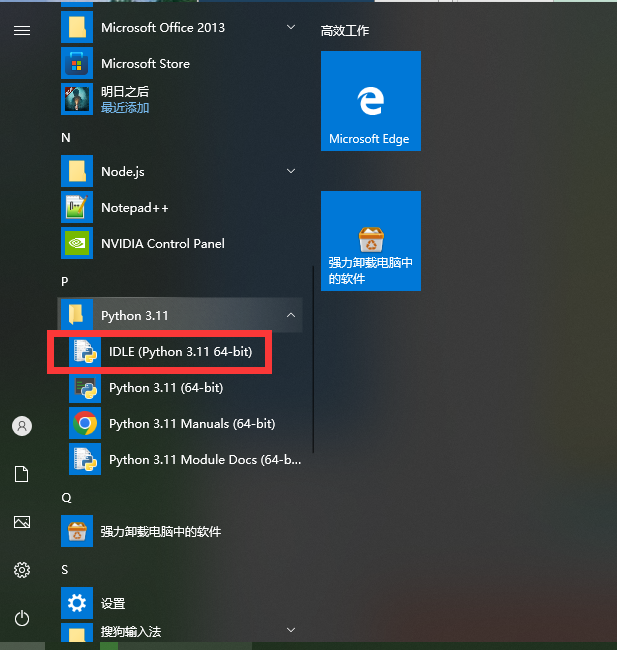 Microsoft Office 2013
高效工作
Microsoft Store
明日之后
最近添加
Microsoft Edge
N
Node.js
Notepad++
NVIDIA Control Panel
强力卸载电脑中
的软件
P
Python 3.11
IDLE (Python 3.11 64-bit)
Python 3.11 (64-bit)
Python 3.11 Manuals (64-bit)
Python 3.11 Module Docs (64-b...
Q
强力卸载电脑中的软件
S
设置
搜狗输入法